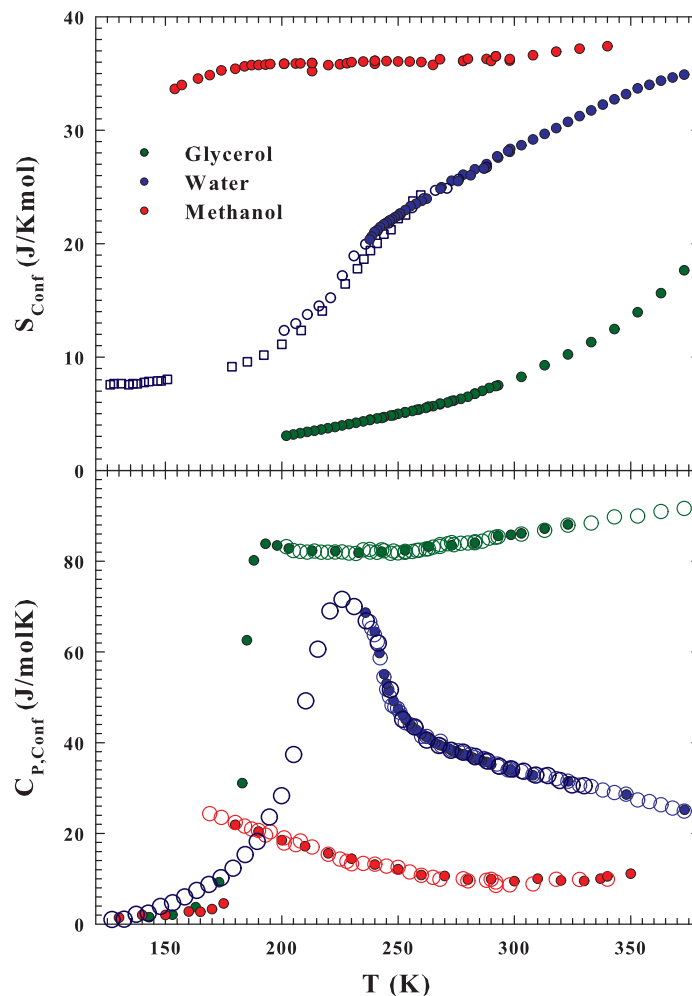 40
30
20
10
0
S_Conf (J/Kmol)
Glycerol
Water
Methanol
80
60
40
20
0
C_P,Conf (J/molK)
150 200 250 300 350
T (K)